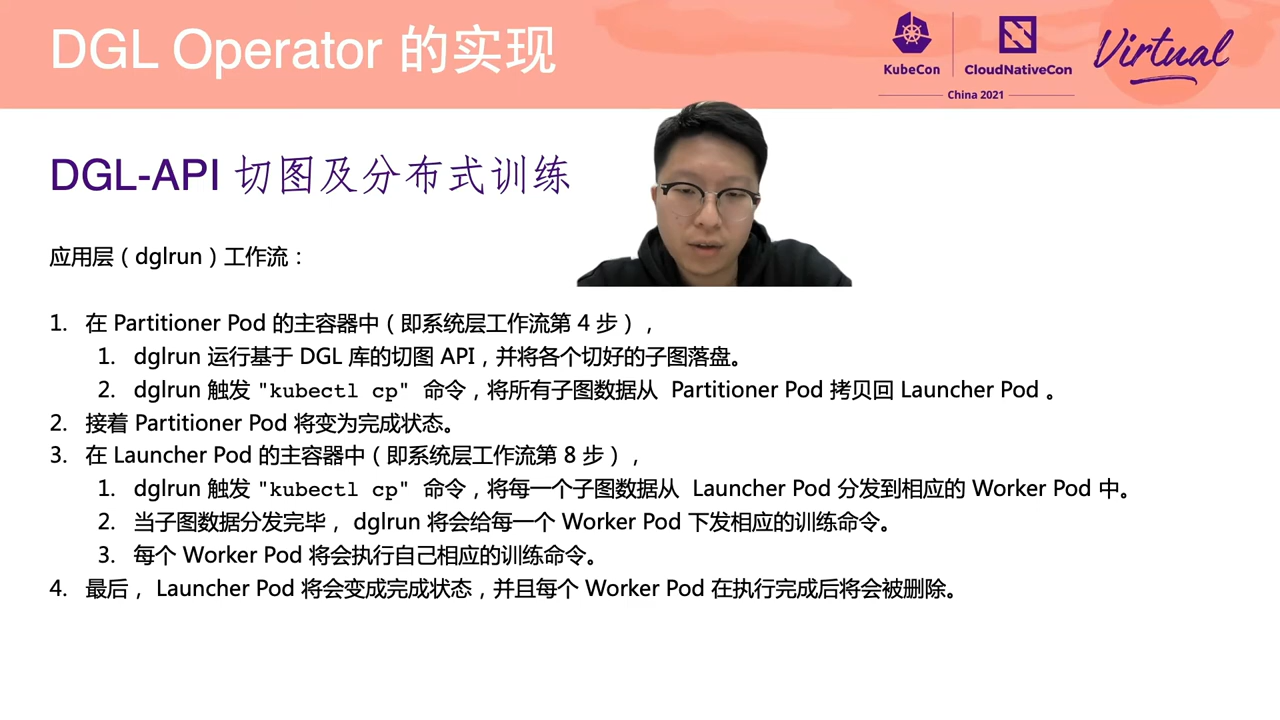 DGL Operator 的实现
KubeCon
CloudNativeCon
Virtual
China 2021
DGL-API 切图及分布式训练
应用层（dglrun）工作流：
1. 在 Partitioner Pod 的主容器中（即系统层工作流第 4 步），
1. dglrun 运行基于 DGL 库的切图 API，并将各个切好的子图落盘。
2. dglrun 触发 "kubectl cp" 命令，将所有子图数据从 Partitioner Pod 拷贝回 Launcher Pod 。
2. 接着 Partitioner Pod 将变为完成状态。
3. 在 Launcher Pod 的主容器中（即系统层工作流第 8 步），
1. dglrun 触发 "kubectl cp" 命令，将每一个子图数据从 Launcher Pod 分发到相应的 Worker Pod 中。
2. 当子图数据分发完毕， dglrun 将会给每一个 Worker Pod 下发相应的训练命令。
3. 每个 Worker Pod 将会执行自己相应的训练命令。
4. 最后， Launcher Pod 将会变成完成状态，并且每个 Worker Pod 在执行完成后将会被删除。